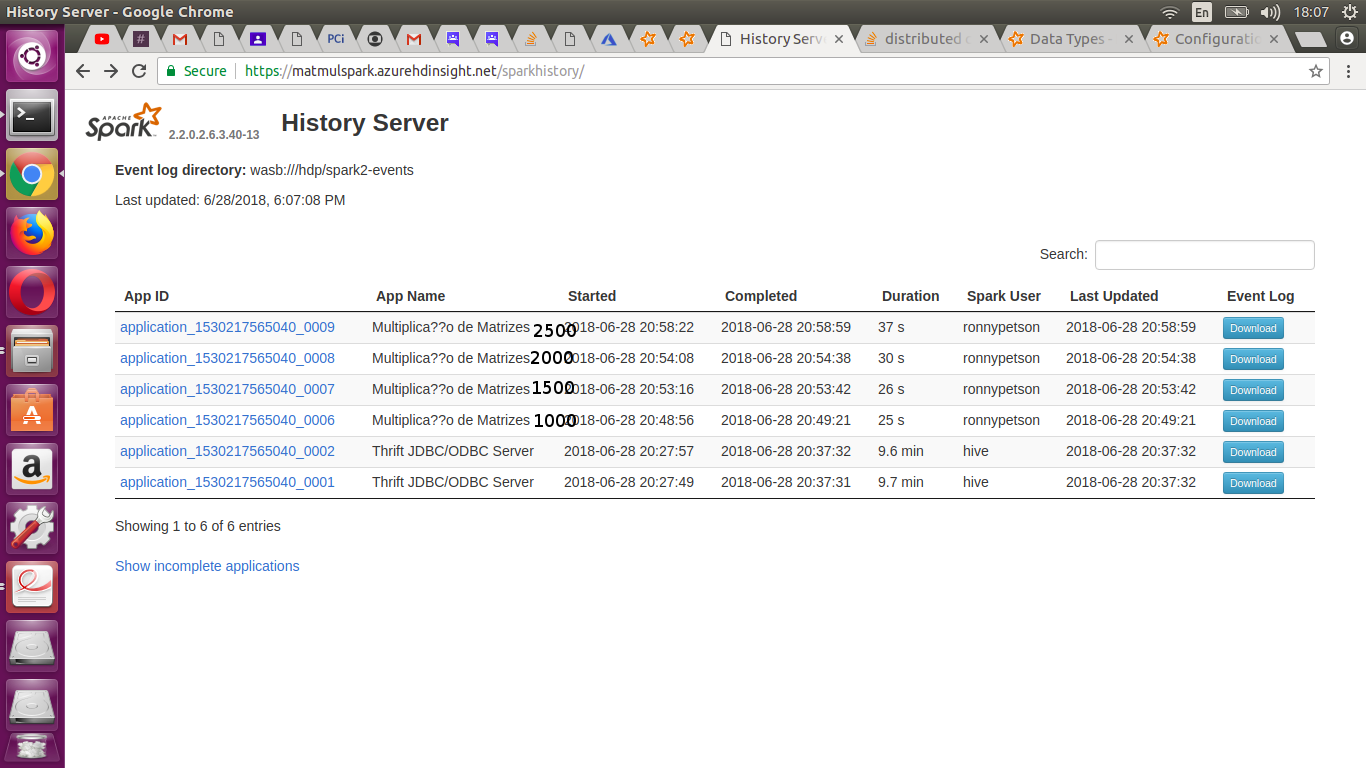 History Server - Google Chrome
En
18:07
#
PCi
History Serve
distributed c
Data Types -
Configuratio
Secure
https://matmulspark.azurehdinsight.net/sparkhistory/
APACHE
Spark
2.2.0.2.6.3.40-13
History Server
Event log directory: wasb:///hdp/spark2-events
Last updated: 6/28/2018, 6:07:08 PM
Search:
App ID App Name Started Completed Duration Spark User Last Updated Event Log
application_1530217565040_0009 Multiplica??o de Matrizes 2500 2018-06-28 20:58:22 2018-06-28 20:58:59 37 s ronnypetson 2018-06-28 20:58:59 Download
application_1530217565040_0008 Multiplica??o de Matrizes 2000 2018-06-28 20:54:08 2018-06-28 20:54:38 30 s ronnypetson 2018-06-28 20:54:38 Download
application_1530217565040_0007 Multiplica??o de Matrizes 1500 2018-06-28 20:53:16 2018-06-28 20:53:42 26 s ronnypetson 2018-06-28 20:53:42 Download
application_1530217565040_0006 Multiplica??o de Matrizes 1000 2018-06-28 20:48:56 2018-06-28 20:49:21 25 s ronnypetson 2018-06-28 20:49:21 Download
application_1530217565040_0002 Thrift JDBC/ODBC Server 2018-06-28 20:27:57 2018-06-28 20:37:32 9.6 min hive 2018-06-28 20:37:32 Download
application_1530217565040_0001 Thrift JDBC/ODBC Server 2018-06-28 20:27:49 2018-06-28 20:37:31 9.7 min hive 2018-06-28 20:37:32 Download
Showing 1 to 6 of 6 entries
Show incomplete applications